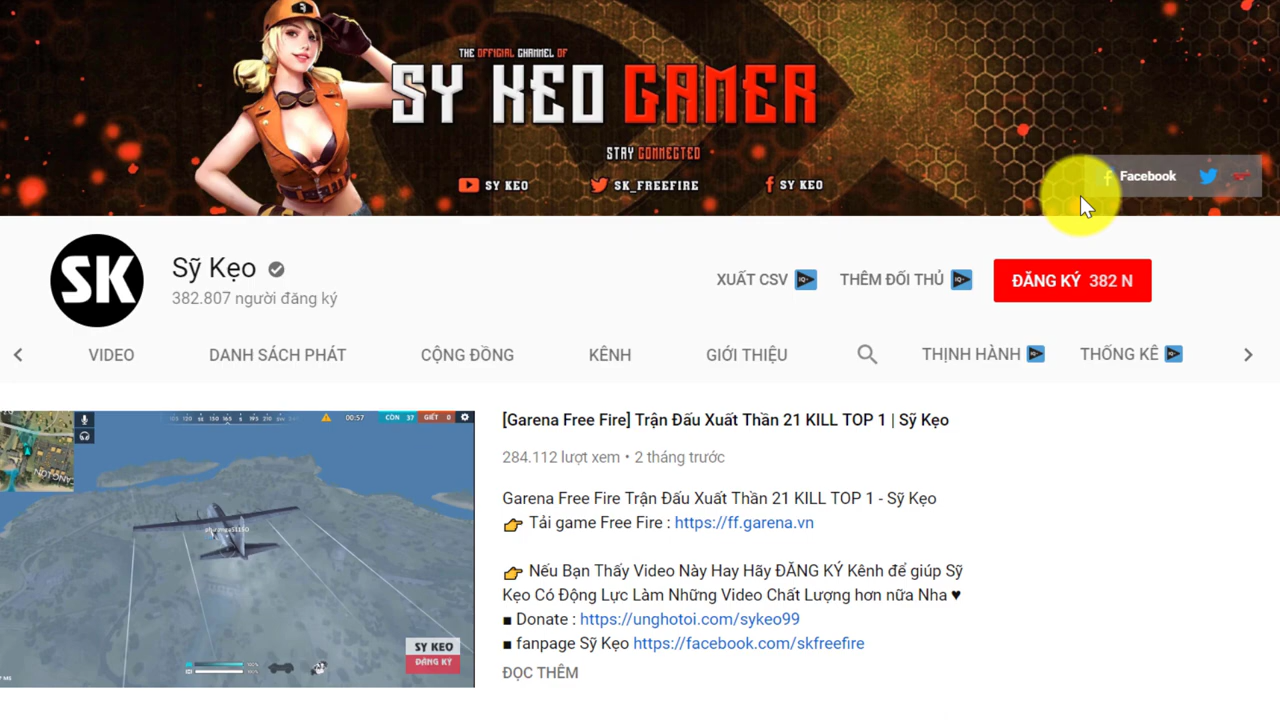 THE OFFICIAL CHANNEL OF
SY KEO GAMER
STAY CONNECTED
SY KEO
SK_FREEFIRE
SY KEO
Facebook
SK
Sỹ Kẹo
382.807 người đăng ký
XUẤT CSV
THÊM ĐỐI THỦ
ĐĂNG KÝ 382 N
VIDEO
DANH SÁCH PHÁT
CỘNG ĐỒNG
KÊNH
GIỚI THIỆU
THỊNH HÀNH
THỐNG KÊ
00:57
CÒN 37
GIẾT 0
SY KEO
ĐĂNG KÝ
[Garena Free Fire] Trận Đấu Xuất Thần 21 KILL TOP 1 | Sỹ Kẹo
284.112 lượt xem • 2 tháng trước
Garena Free Fire Trận Đấu Xuất Thần 21 KILL TOP 1 - Sỹ Kẹo
👉 Tải game Free Fire : https://ff.garena.vn
👉 Nếu Bạn Thấy Video Này Hay Hãy ĐĂNG KÝ Kênh để giúp Sỹ
Kẹo Có Động Lực Làm Những Video Chất Lượng hơn nữa Nha ♥
■ Donate : https://unghotoi.com/sykeo99
■ fanpage Sỹ Kẹo https://facebook.com/skfreefire
ĐỌC THÊM